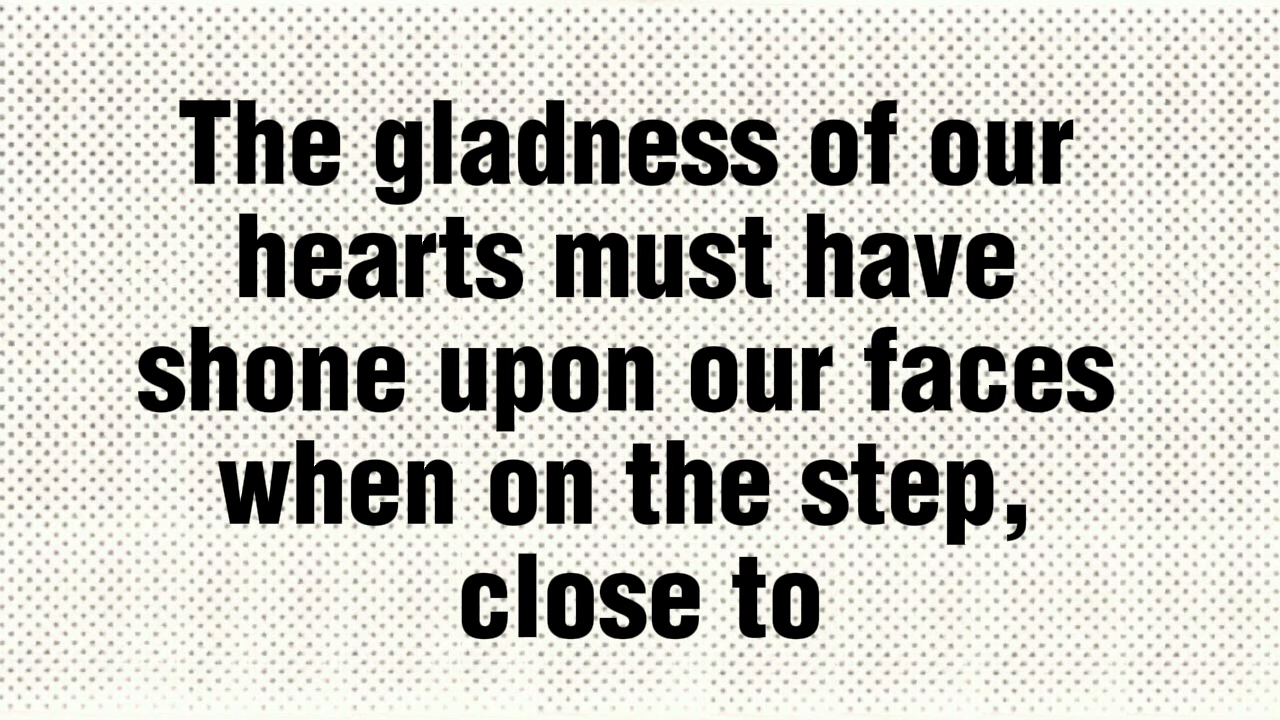 The gladness of our
hearts must have
shone upon our faces
when on the step,
close to